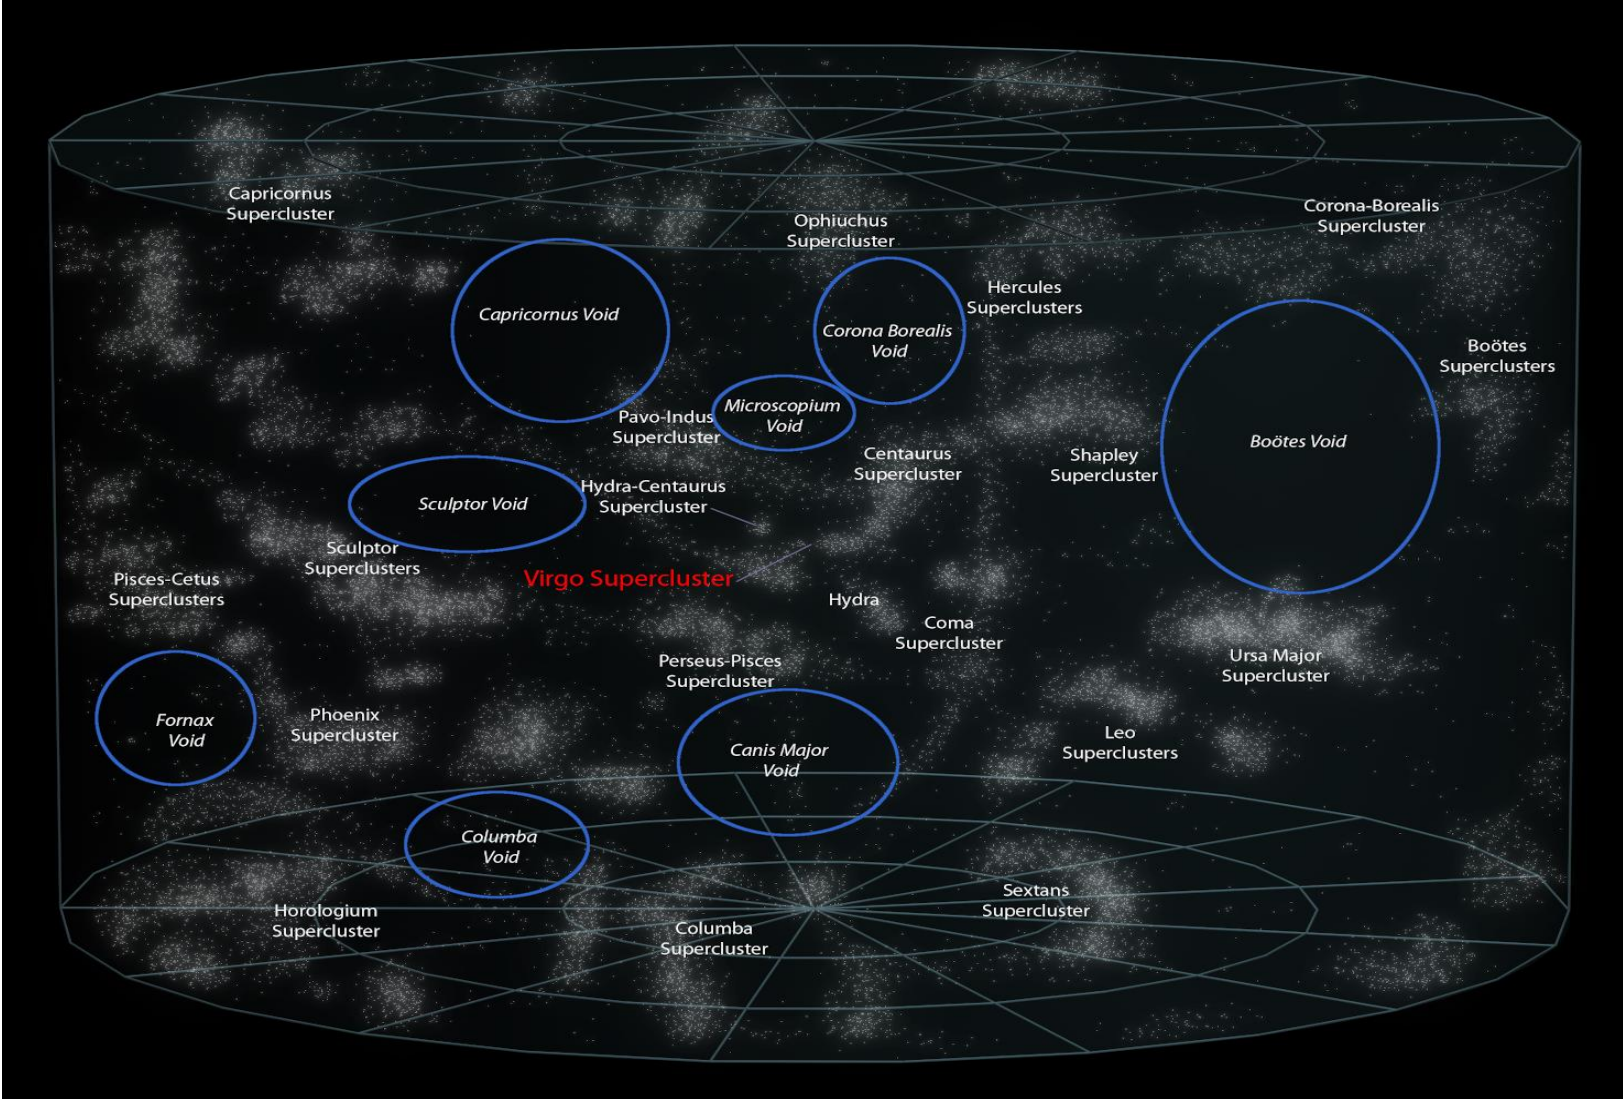 Capricornus
Supercluster
Ophiuchus
Supercluster
Corona-Borealis
Supercluster
Capricornus Void
Corona Borealis
Void
Hercules
Superclusters
Boötes
Superclusters
Microscopium
Void
Pavo-Indus
Supercluster
Centaurus
Supercluster
Shapley
Supercluster
Boötes Void
Sculptor Void
Hydra-Centaurus
Supercluster
Sculptor
Superclusters
Pisces-Cetus
Superclusters
Virgo Supercluster
Hydra
Coma
Supercluster
Perseus-Pisces
Supercluster
Ursa Major
Supercluster
Fornax
Void
Phoenix
Supercluster
Canis Major
Void
Leo
Superclusters
Columba
Void
Horologium
Supercluster
Columba
Supercluster
Sextans
Supercluster